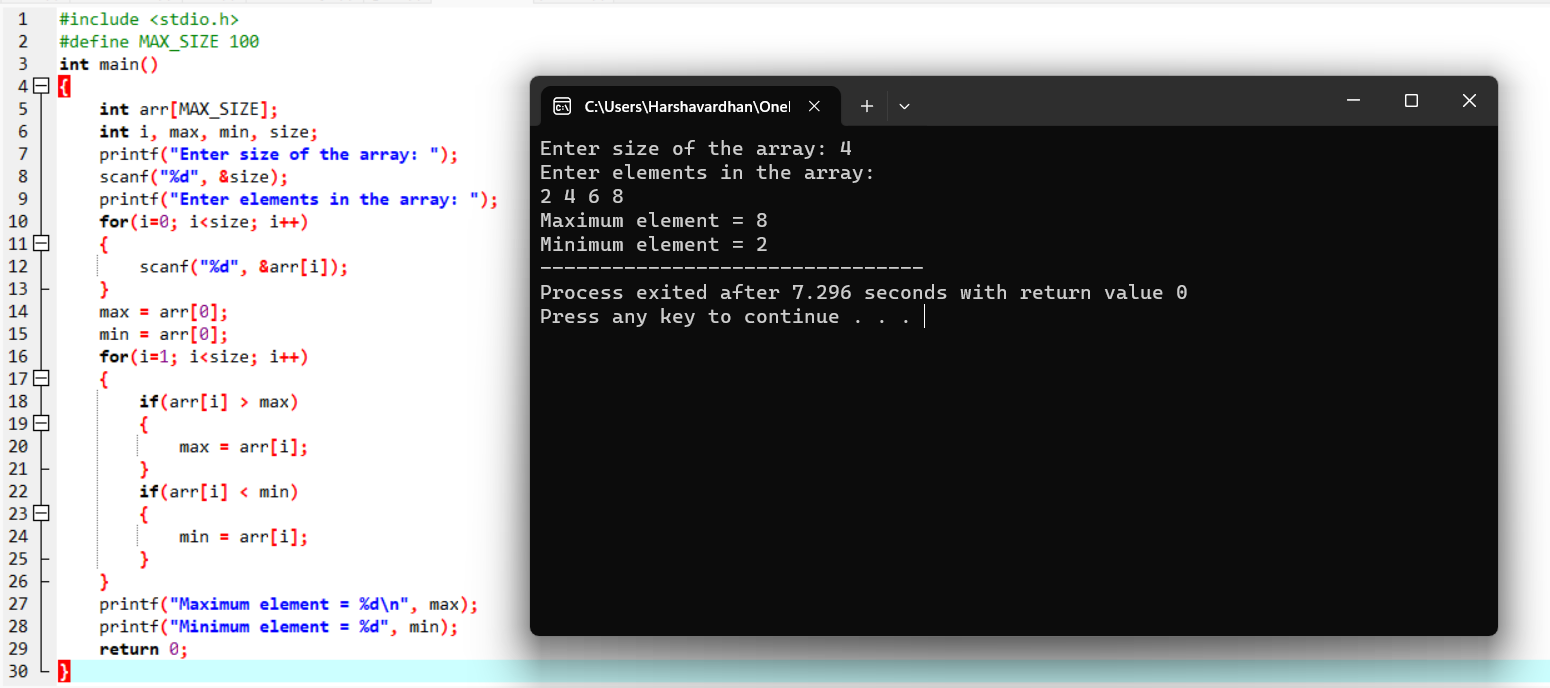 1 #include <stdio.h>
2 #define MAX_SIZE 100
3 int main()
4 {
5     int arr[MAX_SIZE];
6     int i, max, min, size;
7     printf("Enter size of the array: ");
8     scanf("%d", &size);
9     printf("Enter elements in the array: ");
10     for(i=0; i<size; i++)
11     {
12         scanf("%d", &arr[i]);
13     }
14     max = arr[0];
15     min = arr[0];
16     for(i=1; i<size; i++)
17     {
18         if(arr[i] > max)
19         {
20             max = arr[i];
21         }
22         if(arr[i] < min)
23         {
24             min = arr[i];
25         }
26     }
27     printf("Maximum element = %d\n", max);
28     printf("Minimum element = %d", min);
29     return 0;
30 }
C:\Users\Harshavardhan\One
Enter size of the array: 4
Enter elements in the array:
2 4 6 8
Maximum element = 8
Minimum element = 2
--------------------------------
Process exited after 7.296 seconds with return value 0
Press any key to continue . . .